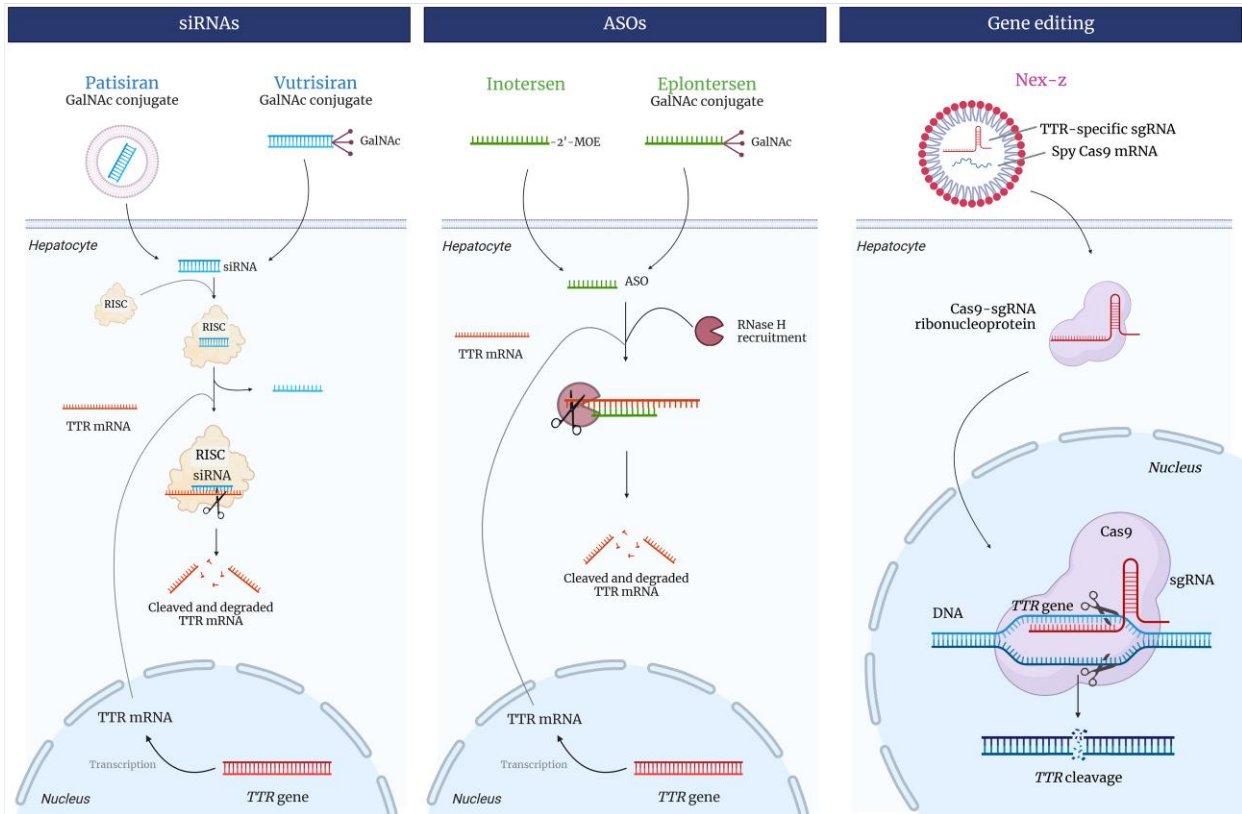 siRNAs
Patisiran
GalNAc conjugate
Vutrisiran
GalNAc conjugate
GalNAc
Hepatocyte
siRNA
RISC
RISC
TTR mRNA
RISC
siRNA
Cleaved and degraded
TTR mRNA
TTR mRNA
Transcription
TTR gene
Nucleus
ASOs
Inotersen
Eplontersen
GalNAc conjugate
-2'-MOE
GalNAc
Hepatocyte
ASO
RNase H
recruitment
TTR mRNA
Cleaved and degraded
TTR mRNA
TTR mRNA
Transcription
TTR gene
Nucleus
Gene editing
Nex-z
TTR-specific sgRNA
Spy Cas9 mRNA
Hepatocyte
Cas9-sgRNA
ribonucleoprotein
Nucleus
Cas9
sgRNA
TTR gene
DNA
TTR cleavage